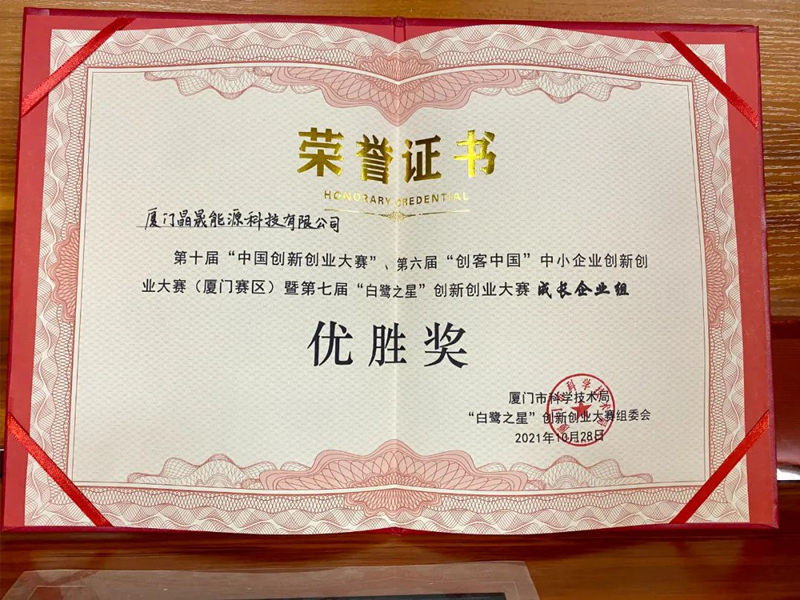 荣誉证书
HONORARY CREDENTIAL
厦门晶晟能源科技有限公司
第十届“中国创新创业大赛”、第六届“创客中国”中小企业创新创
业大赛（厦门赛区）暨第七届“白鹭之星”创新创业大赛 成长企业组
优胜奖
厦门市科学技术局
“白鹭之星”创新创业大赛组委会
2021年10月28日